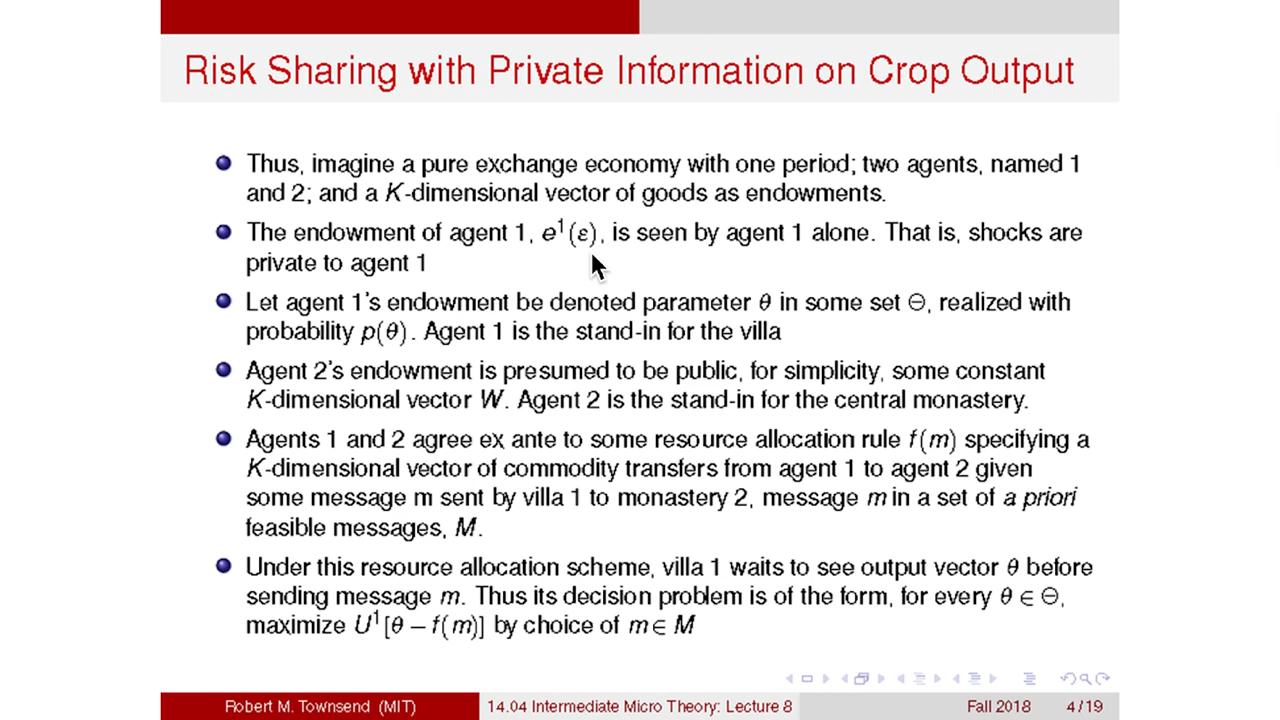 Risk Sharing with Private Information on Crop Output
Thus, imagine a pure exchange economy with one period; two agents, named 1
and 2; and a K-dimensional vector of goods as endowments.
The endowment of agent 1, e¹(ε), is seen by agent 1 alone. That is, shocks are
private to agent 1
Let agent 1's endowment be denoted parameter θ in some set Θ, realized with
probability p(θ). Agent 1 is the stand-in for the villa
Agent 2's endowment is presumed to be public, for simplicity, some constant
K-dimensional vector W. Agent 2 is the stand-in for the central monastery.
Agents 1 and 2 agree ex ante to some resource allocation rule f(m) specifying a
K-dimensional vector of commodity transfers from agent 1 to agent 2 given
some message m sent by villa 1 to monastery 2, message m in a set of a priori
feasible messages, M.
Under this resource allocation scheme, villa 1 waits to see output vector θ before
sending message m. Thus its decision problem is of the form, for every θ ∈ Θ,
maximize U¹[θ − f(m)] by choice of m ∈ M
Robert M. Townsend (MIT) 14.04 Intermediate Micro Theory: Lecture 8 Fall 2018 4/19